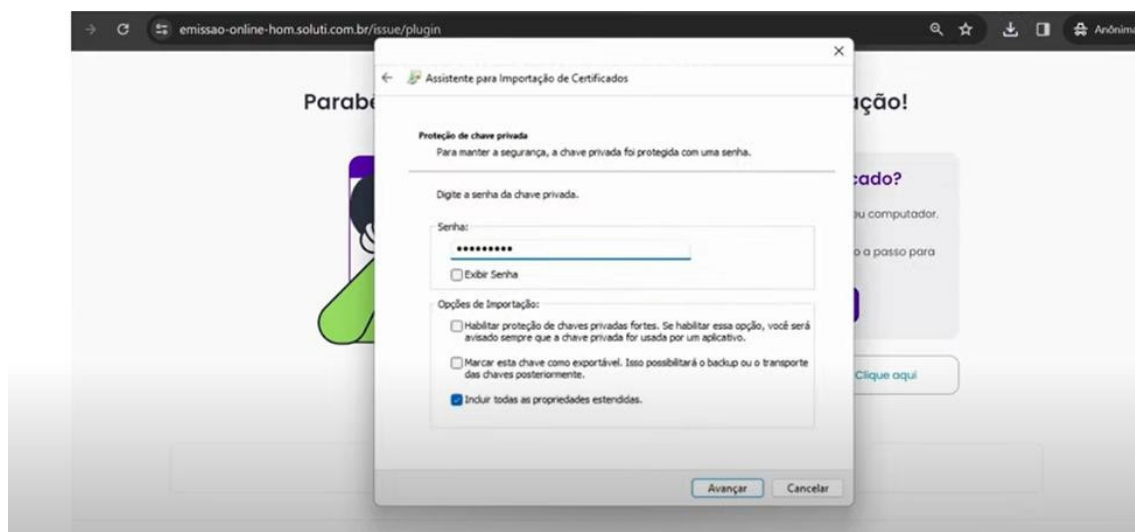 emissao-online-hom.soluti.com.br/issue/plugin
Anônima
Assistente para Importação de Certificados
Parabé
ação!
Proteção de chave privada
Para manter a segurança, a chave privada foi protegida com uma senha.
cado?
Digite a senha da chave privada.
eu computador.
Senha:
•••••••••
o a passo para
Exibir Senha
Opções de Importação:
Habilitar proteção de chaves privadas fortes. Se habilitar essa opção, você será
avisado sempre que a chave privada for usada por um aplicativo.
Marcar esta chave como exportável. Isso possibilitará o backup ou o transporte
das chaves posteriormente.
Clique aqui
Incluir todas as propriedades estendidas.
Avançar
Cancelar